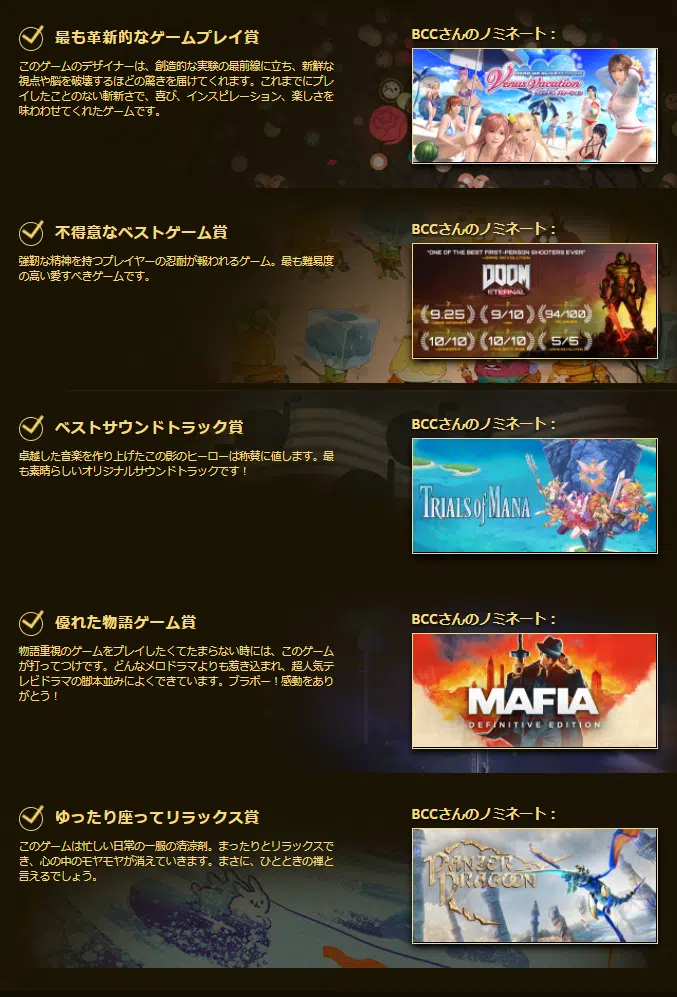 最も革新的なゲームプレイ賞
このゲームのデザイナーは、創造的な実験の最前線に立ち、新鮮な
視点や脳を破壊するほどの驚きを届けてくれます。これまでにプレ
イしたことのない斬新さで、喜び、インスピレーション、楽しさを
味わわせてくれたゲームです。
BCCさんのノミネート：
Venus Vacation
不得意なベストゲーム賞
強靭な精神を持つプレイヤーの忍耐が報われるゲーム。最も難易度
の高い愛すべきゲームです。
BCCさんのノミネート：
"ONE OF THE BEST FIRST-PERSON SHOOTERS EVER"
DOOM
ETERNAL
9.25
9/10
94/100
10/10
10/10
5/5
ベストサウンドトラック賞
卓越した音楽を作り上げたこの影のヒーローは称賛に値します。最
も素晴らしいオリジナルサウンドトラックです！
BCCさんのノミネート：
TRIALS of MANA
優れた物語ゲーム賞
物語重視のゲームをプレイしたくてたまらない時には、このゲーム
が打ってつけです。どんなメロドラマよりも惹き込まれ、超人気テ
レビドラマの脚本並みによくできています。ブラボー！感動をあり
がとう！
BCCさんのノミネート：
MAFIA
DEFINITIVE EDITION
ゆったり座ってリラックス賞
このゲームは忙しい日常の一服の清涼剤。まったりとリラックスで
き、心の中のモヤモヤが消えていきます。まさに、ひとときの禅と
言えるでしょう。
BCCさんのノミネート：
PANZER
DRAGOON